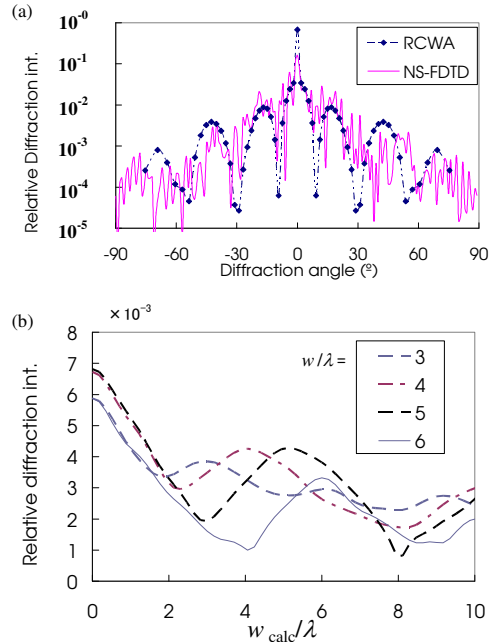 (a)
Relative Diffraction int.
10⁻⁰
10⁻¹
10⁻²
10⁻³
10⁻⁴
10⁻⁵
RCWA
NS-FDTD
-90 -60 -30 0 30 60 90
Diffraction angle (º)
(b)
× 10⁻³
Relative diffraction int.
8
7
6
5
4
3
2
1
0
w/λ =
3
4
5
6
0 2 4 6 8 10
w calc/λ